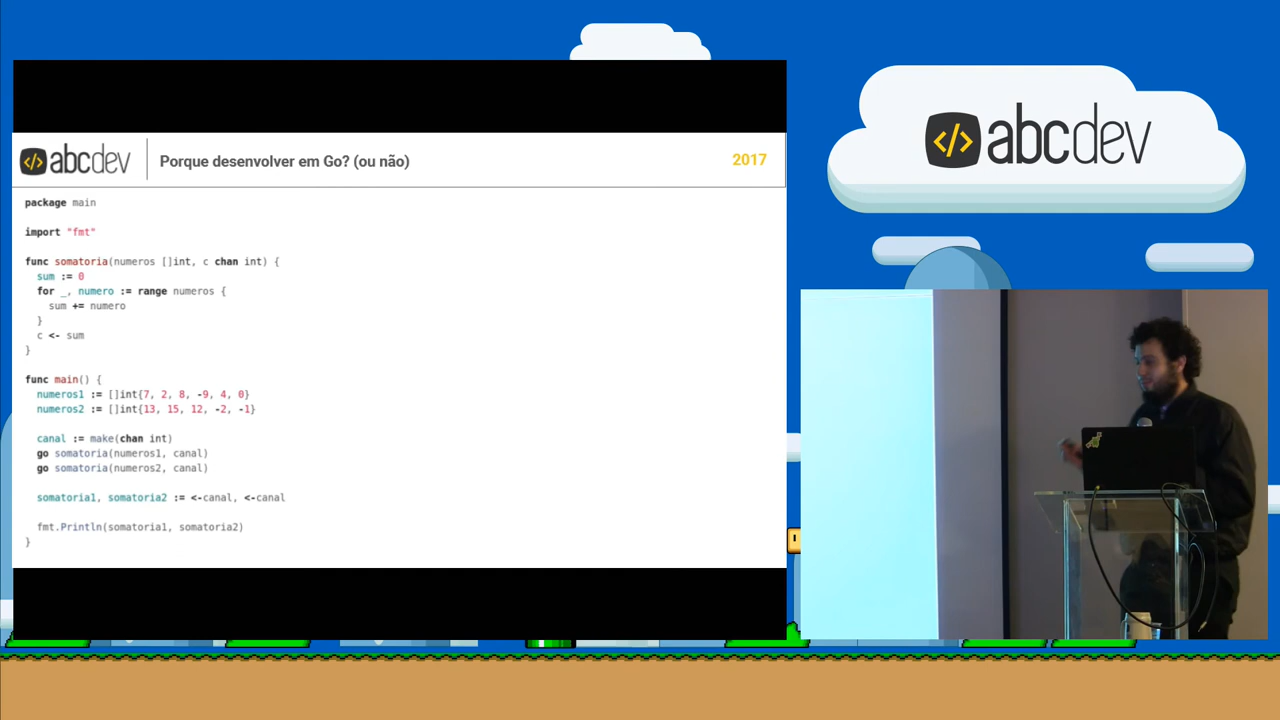 abcdev
Porque desenvolver em Go? (ou não)
2017
package main
import "fmt"
func somatoria(numeros []int, c chan int) {
sum := 0
for _, numero := range numeros {
sum += numero
}
c <- sum
}
func main() {
numeros1 := []int{7, 2, 8, -9, 4, 0}
numeros2 := []int{13, 15, 12, -2, -1}
canal := make(chan int)
go somatoria(numeros1, canal)
go somatoria(numeros2, canal)
somatoria1, somatoria2 := <-canal, <-canal
fmt.Println(somatoria1, somatoria2)
}
</> abcdev